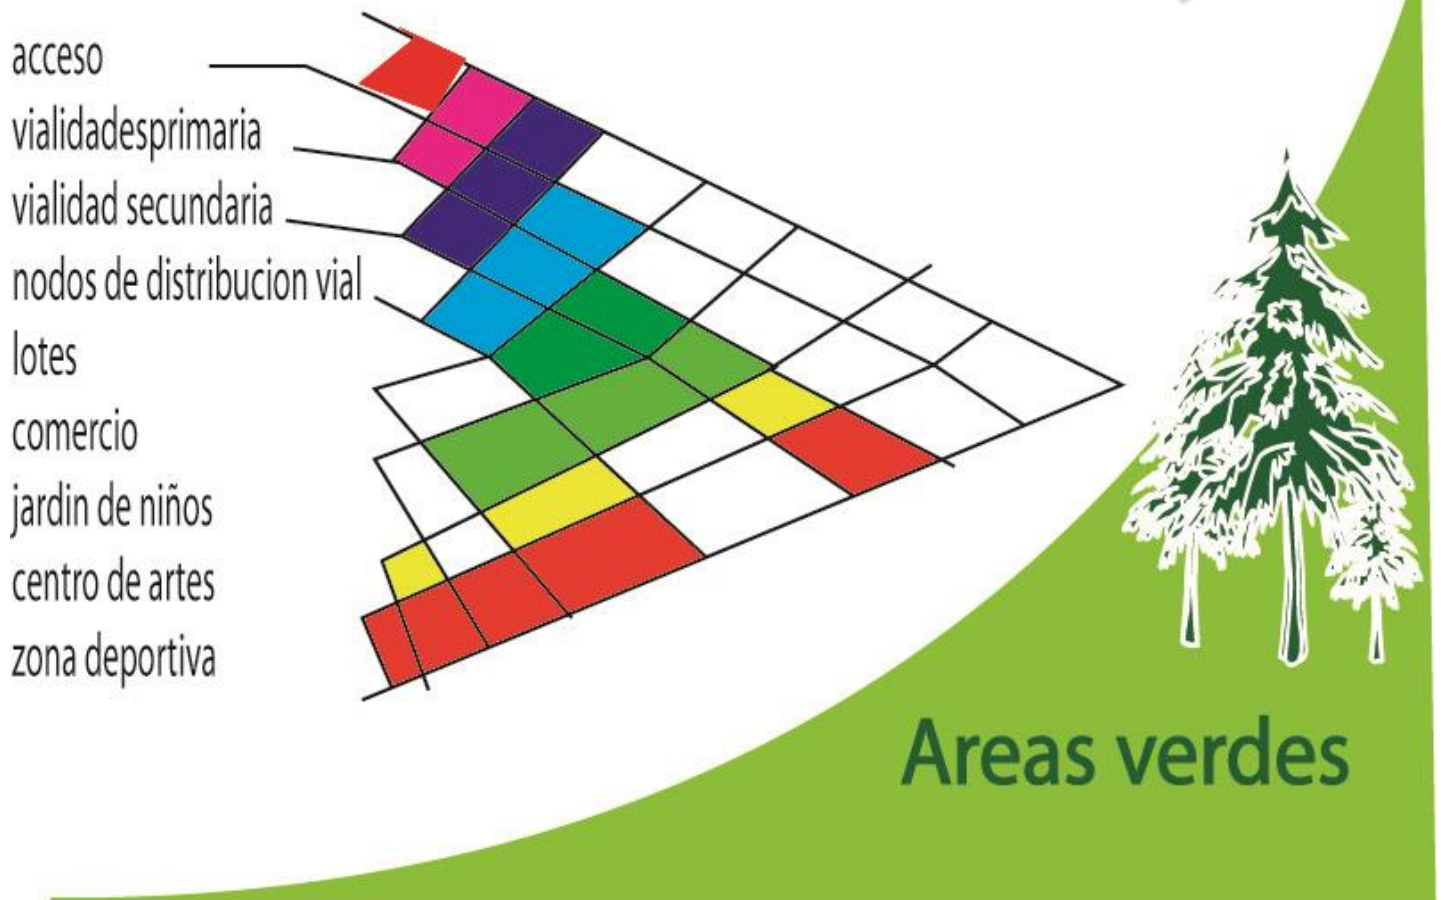 acceso
vialidadesprimaria
vialidad secundaria
nodos de distribucion vial
lotes
comercio
jardin de niños
centro de artes
zona deportiva
Areas verdes